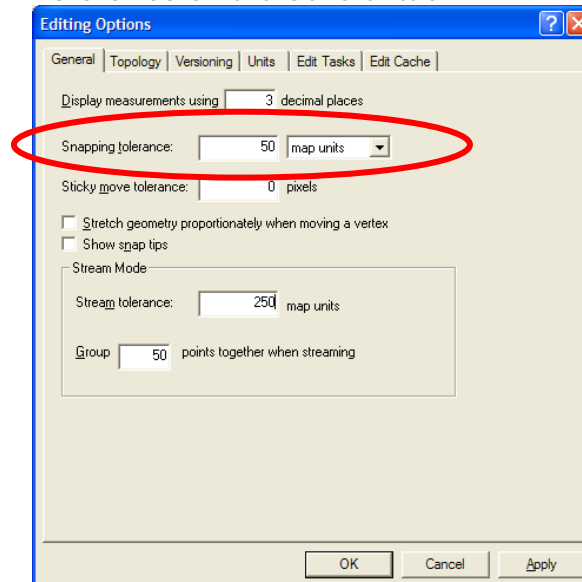 Editing Options
General Topology Versioning Units Edit Tasks Edit Cache
Display measurements using 3 decimal places
Snapping tolerance: 50 map units
Sticky move tolerance: 0 pixels
Stretch geometry proportionately when moving a vertex
Show snap tips
Stream Mode
Stream tolerance: 250 map units
Group 50 points together when streaming
OK Cancel Apply